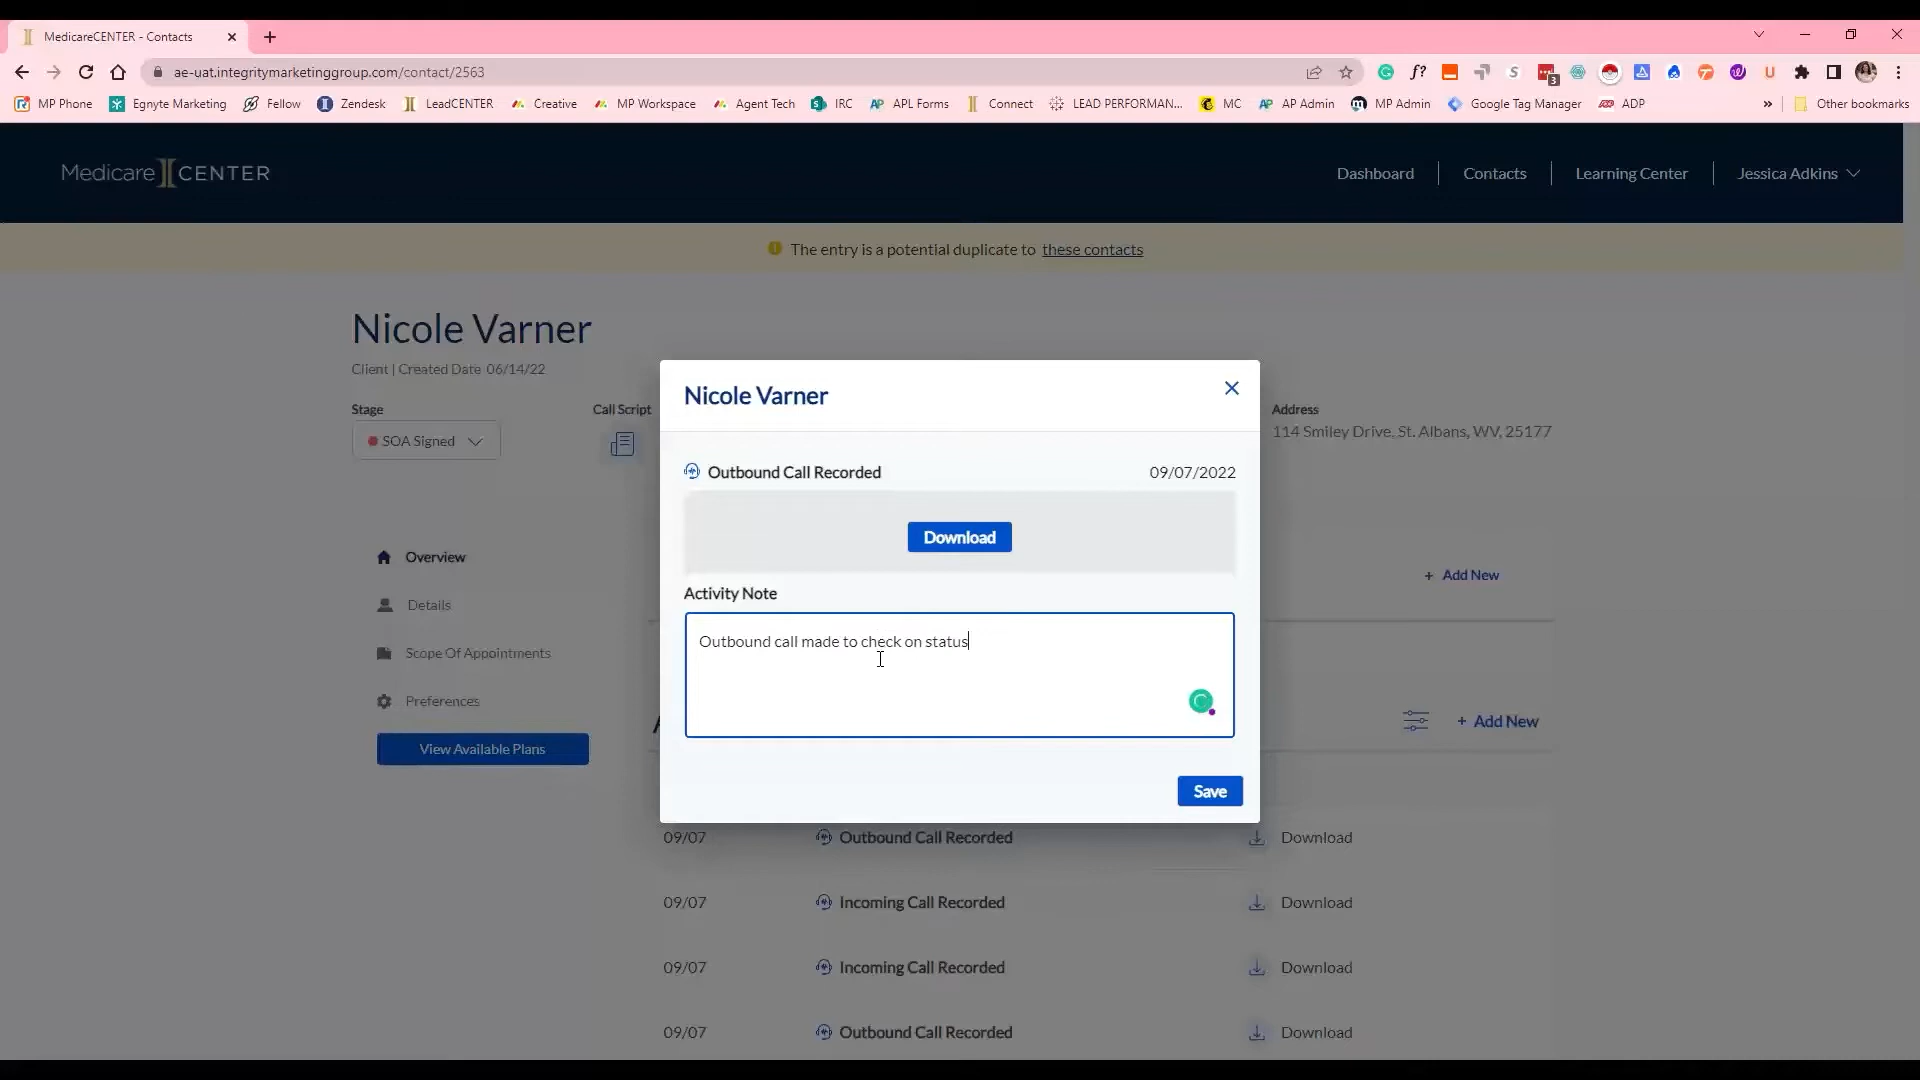 MedicareCENTER - Contacts
ae-uat.integritymarketinggroup.com/contact/2563
f?
3
MP Phone
Egnyte Marketing
Fellow
Zendesk
LeadCENTER
Creative
MP Workspace
Agent Tech
IRC
APL Forms
Connect
LEAD PERFORMAN...
MC
AP Admin
MP Admin
Google Tag Manager
ADP
Other bookmarks
Medicare CENTER
Dashboard
Contacts
Learning Center
Jessica Adkins
The entry is a potential duplicate to these contacts
Nicole Varner
Client | Created Date 06/14/22
Stage
Call Script
Address
SOA Signed
114 Smiley Drive, St. Albans, WV, 25177
Nicole Varner
Outbound Call Recorded
09/07/2022
Download
Activity Note
Outbound call made to check on status
Save
Overview
Details
Scope Of Appointments
Preferences
View Available Plans
+ Add New
+ Add New
09/07 Outbound Call Recorded Download
09/07 Incoming Call Recorded Download
09/07 Incoming Call Recorded Download
09/07 Outbound Call Recorded Download